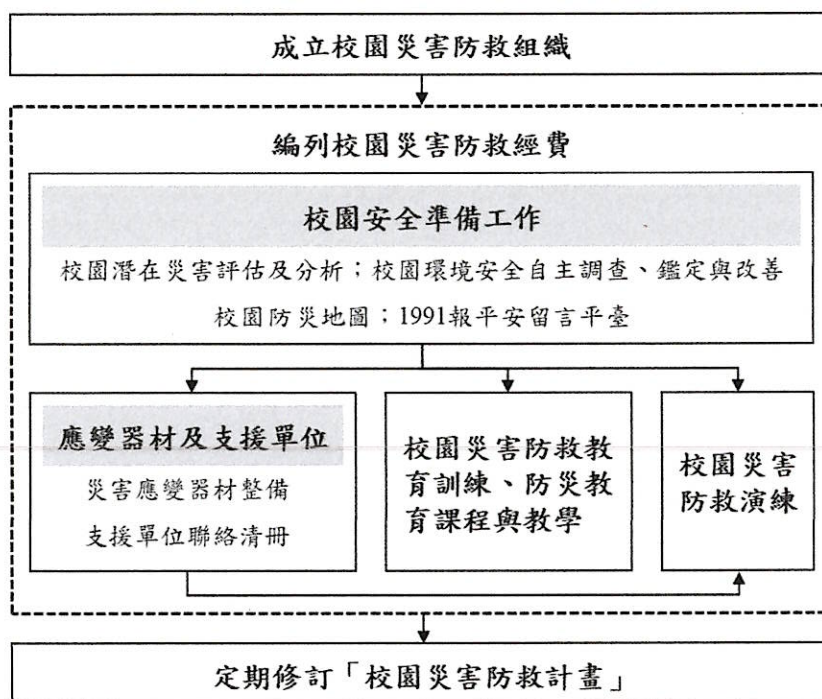 成立校園災害防救組織
編列校園災害防救經費
校園安全準備工作
校園潛在災害評估及分析；校園環境安全自主調查、鑑定與改善
校園防災地圖；1991報平安留言平臺
應變器材及支援單位
災害應變器材整備
支援單位聯絡清冊
校園災害防救教
育訓練、防災教
育課程與教學
校園災害
防救演練
定期修訂「校園災害防救計畫」